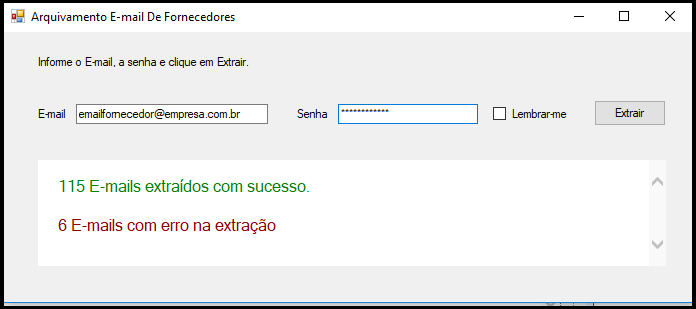 Arquivamento E-mail De Fornecedores
Informe o E-mail, a senha e clique em Extrair.
E-mail emailfornecedor@empresa.com.br Senha ************ Lembrar-me Extrair
115 E-mails extraídos com sucesso.
6 E-mails com erro na extração